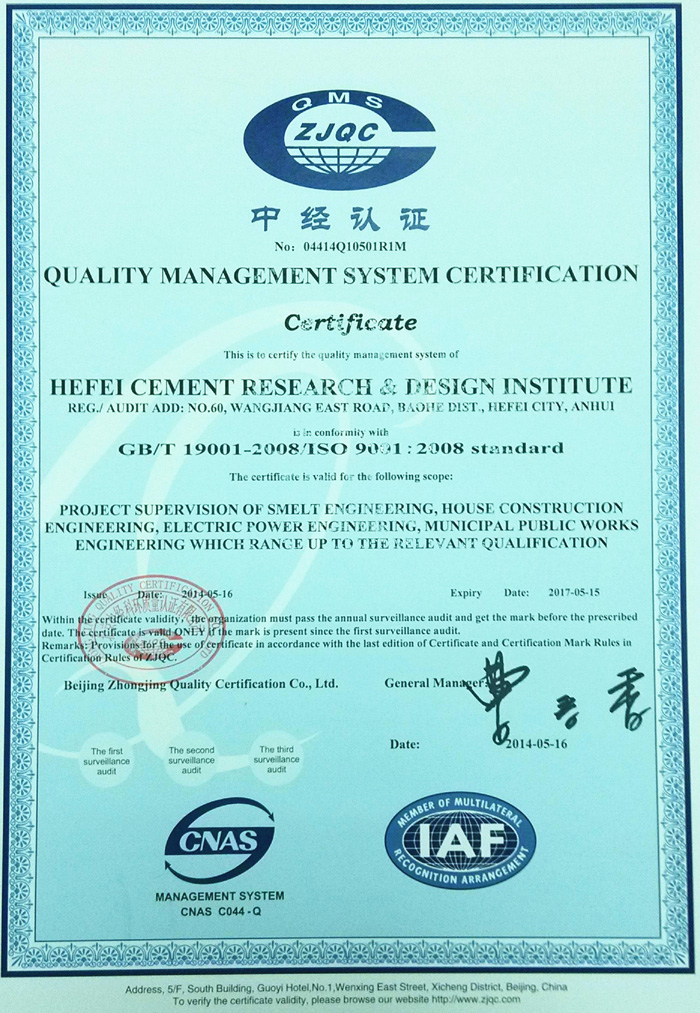 QMS
ZJQC
中经认证
No: 04414Q10501R1M
QUALITY MANAGEMENT SYSTEM CERTIFICATION
Certificate
This is to certify the quality management system of
HEFEI CEMENT RESEARCH & DESIGN INSTITUTE
REG./ AUDIT ADD: NO.60, WANGJIANG EAST ROAD, BAOHE DIST., HEFEI CITY, ANHUI
is in conformity with
GB/T 19001-2008/ISO 9001:2008 standard
The certificate is valid for the following scope:
PROJECT SUPERVISION OF SMELT ENGINEERING, HOUSE CONSTRUCTION
ENGINEERING, ELECTRIC POWER ENGINEERING, MUNICIPAL PUBLIC WORKS
ENGINEERING WHICH RANGE UP TO THE RELEVANT QUALIFICATION
Issue Date: 2014-05-16 Expiry Date: 2017-05-15
QUALITY CERTIFICATION
Within the certificate validity, the organization must pass the annual surveillance audit and get the mark before the prescribed
date. The certificate is valid ONLY if the mark is present since the first surveillance audit.
Remark: Provisions for the use of certificate in accordance with the last edition of Certificate and Certification Mark Rules in
Certification Rules of ZJQC.
Beijing Zhongjing Quality Certification Co., Ltd. General Manager:
Date: 2014-05-16
The first
surveillance
audit
The second
surveillance
audit
The third
surveillance
audit
CNAS
MANAGEMENT SYSTEM
CNAS C044-Q
MEMBER OF MULTILATERAL
IAF
RECOGNITION ARRANGEMENT
Address, 5/F, South Building, Guoyi Hotel,No.1,Wenxing East Street, Xicheng District, Beijing, China
To verify the certificate validity, please browse our website http://www.zjqc.com